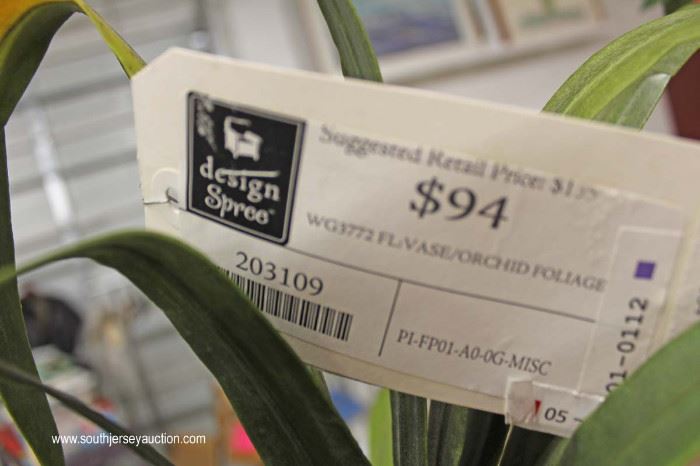 design
Spree
Suggested Retail Price:
$94
WG3772 FL:VASE/ORCHID FOLIAGE
203109
PI-FP01-A0-0G-MISC
01-0112
05 -
www.southjerseyauction.com